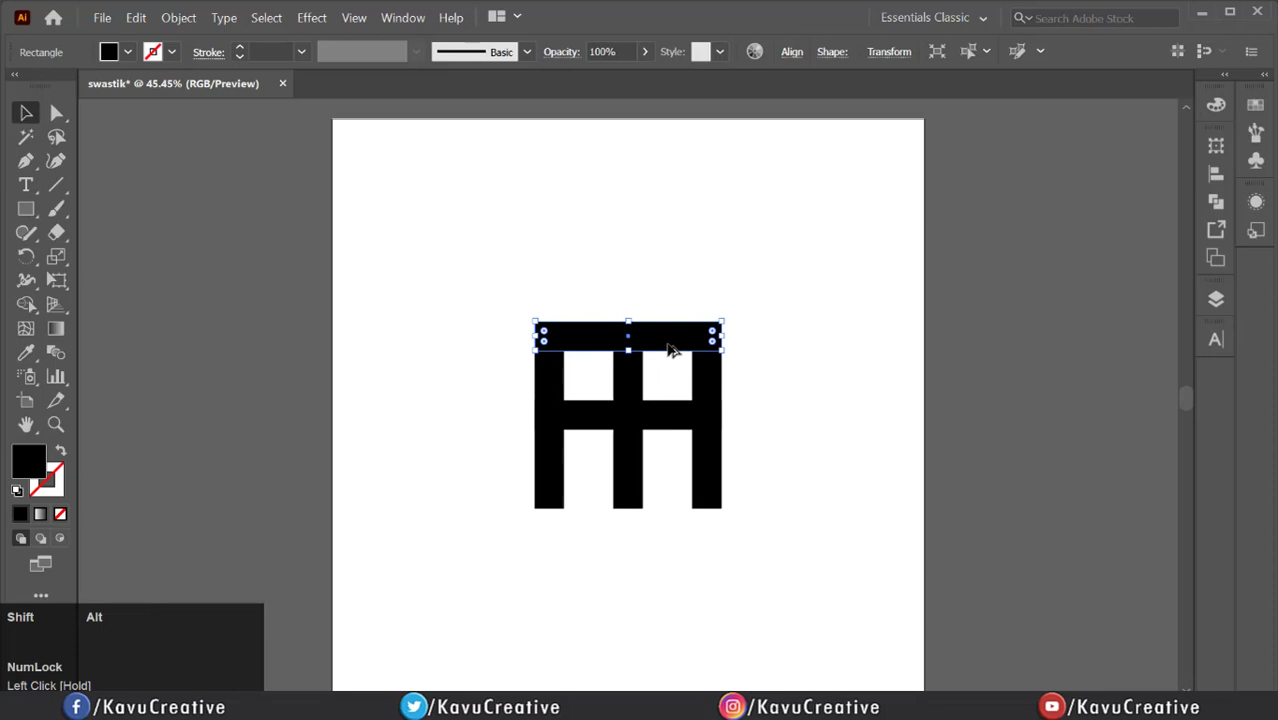 Ai File Edit Object Type Select Effect View Window Help Essentials Classic Search Adobe Stock
Rectangle Stroke: Basic Opacity: 100% Style: Align Shape: Transform
swastik* @ 45.45% (RGB/Preview)
Shift Alt
NumLock
Left Click [Hold]
/KavuCreative /KavuCreative /KavuCreative /KavuCreative